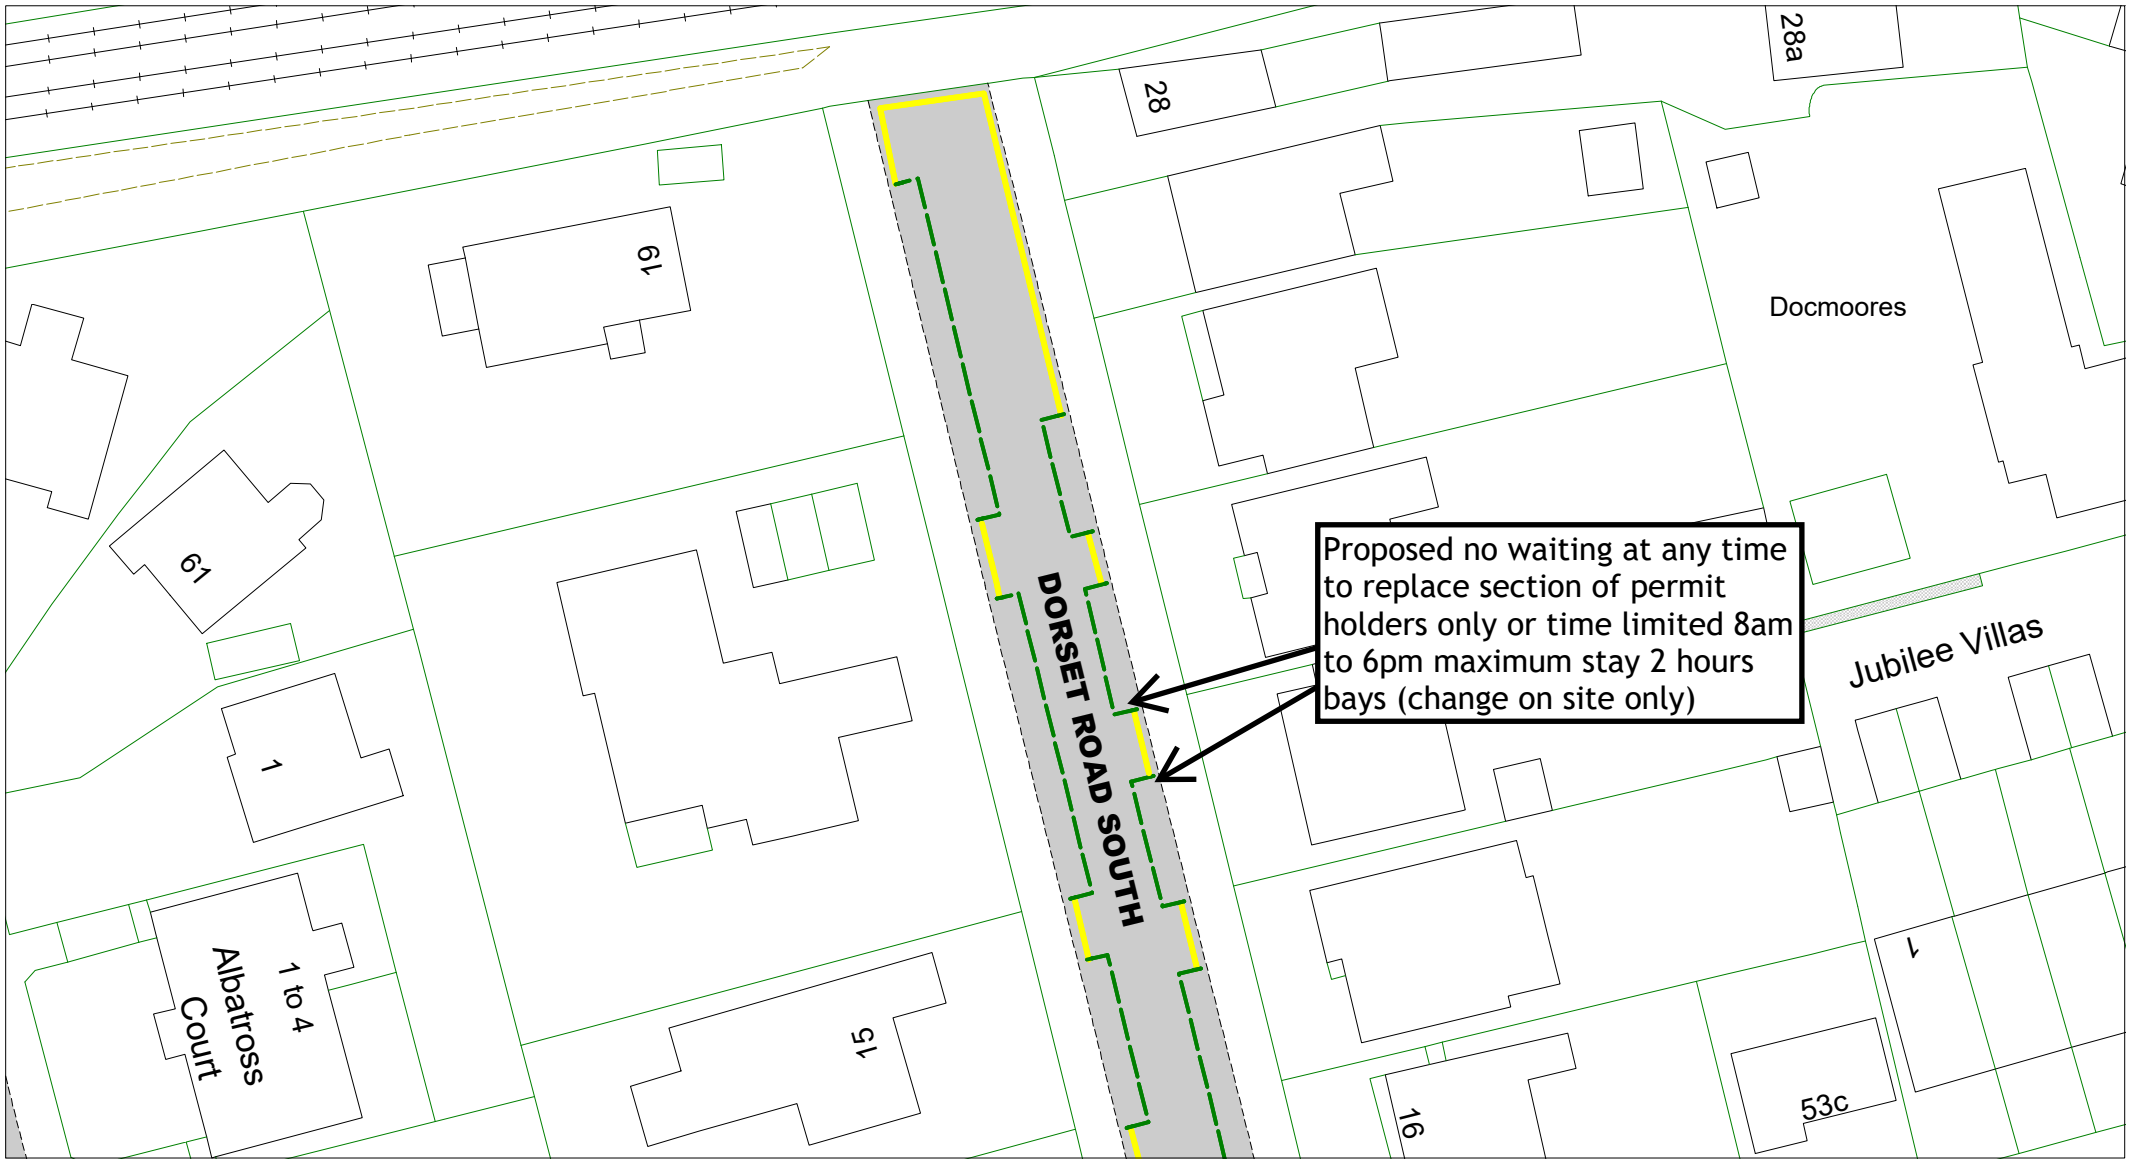 28
28a
19
Docmoores
61
Proposed no waiting at any time
to replace section of permit
holders only or time limited 8am
to 6pm maximum stay 2 hours
bays (change on site only)
DORSET ROAD SOUTH
Jubilee Villas
1
Albatross
Court
1 to 4
15
1
16
53c